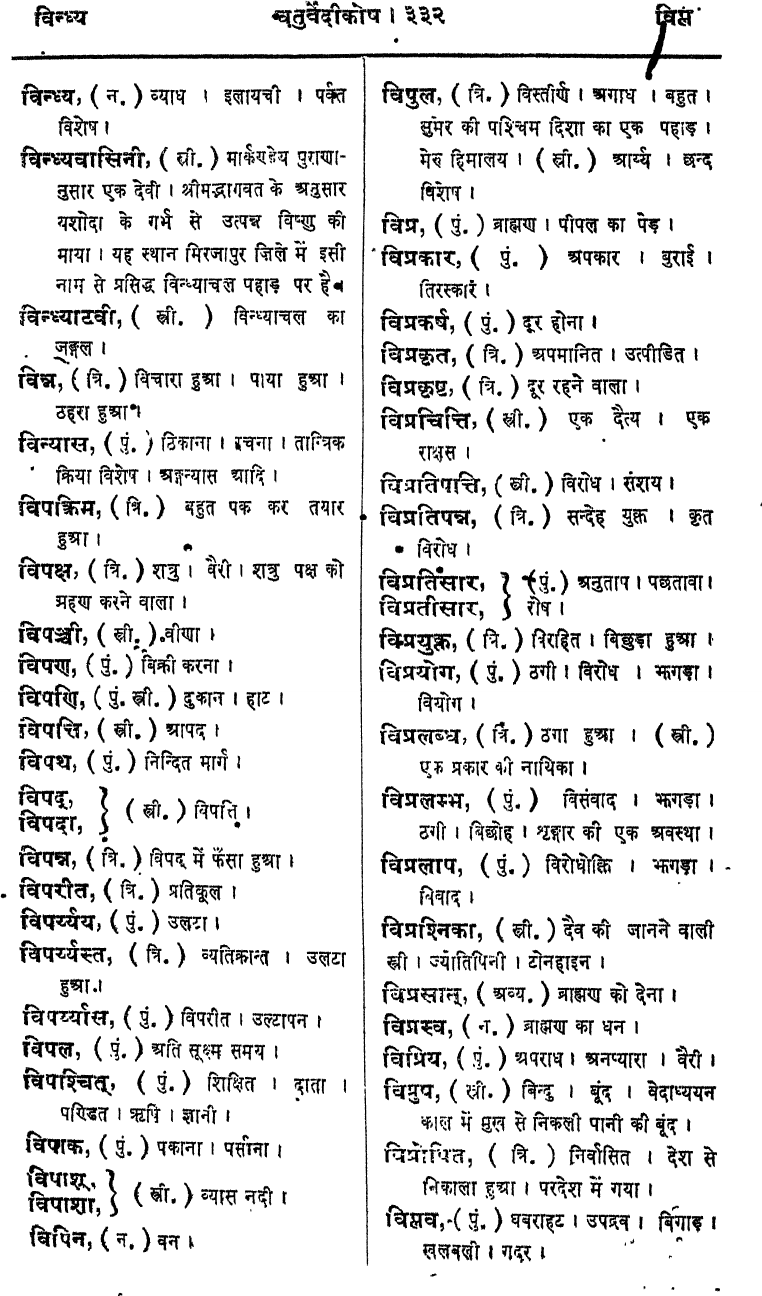 विन्ध्य चतुर्वेदीकोष । ३३२ विप्ल
विन्ध्य, ( न. ) व्याध । इलायची । पर्वत
विशेष ।
विन्ध्यवासिनी, ( स्त्री. ) मार्कण्डेय पुराणा-
नुसार एक देवी । श्रीमद्भागवत के अनुसार
यशोदा के गर्भ से उत्पन्न विष्णु की
माया । यह स्थान मिरजापुर जिले में इसी
नाम से प्रसिद्ध विन्ध्याचल पहाड़ पर है।
विन्ध्याटवी, ( स्त्री. ) विन्ध्याचल का
जङ्गल ।
विन्न, ( त्रि. ) विचारा हुआ । पाया हुआ ।
ठहरा हुआ ।
विन्यास, ( पुं. ) ठिकाना । रचना । तान्त्रिक
क्रिया विशेष । अङ्गन्यास आदि ।
विपक्रिम, ( त्रि. ) बहुत पक कर तयार
हुआ ।
विपक्ष, ( त्रि. ) शत्रु । वैरी । शत्रु पक्ष को
ग्रहण करने वाला ।
विपञ्ची, ( स्त्री. ) वीणा ।
विपण, ( पुं. ) बिक्री करना ।
विपणि, ( पुं. स्त्री. ) दुकान । हाट ।
विपत्ति, ( स्त्री. ) आपद ।
विपथ, ( पुं. ) निन्दित मार्ग ।
विपद्,
विपदा, } ( स्त्री. ) विपत्ति ।
विपन्न, ( त्रि. ) विपद में फँसा हुआ ।
विपरीत, ( त्रि. ) प्रतिकूल ।
विपर्य्यय, ( पुं. ) उलटा ।
विपर्य्यस्त, ( त्रि. ) व्यतिक्रान्त । उलटा
हुआ ।
विपर्य्यास, ( पुं. ) विपरीत । उल्टापन ।
विपल, ( पुं. ) अति सूक्ष्म समय ।
विपाश्चित्, ( पुं. ) शिक्षित । दाता ।
पण्डित । ऋषि । ज्ञानी ।
विपाक, ( पुं. ) पकाना । पसीना ।
विपाश्,
विपाशा, } ( स्त्री. ) व्यास नदी ।
विपिन, ( न. ) वन ।
विपुल, ( त्रि. ) विस्तीर्ण । अगाध । बहुत ।
सुमेर की पश्चिम दिशा का एक पहाड़ ।
मेरु हिमालय । ( स्त्री. ) आर्य्या । छन्द
विशेष ।
विप्र, ( पुं. ) ब्राह्मण । पीपल का पेड़ ।
विप्रकार, ( पुं. ) अपकार । बुराई ।
तिरस्कार ।
विप्रकर्ष, ( पुं. ) दूर होना ।
विप्रकृत, ( त्रि. ) अपमानित । उत्पीडित ।
विप्रकृष्ट, ( त्रि. ) दूर रहने वाला ।
विप्रचित्ति, ( स्त्री. ) एक दैत्य । एक
राक्षस ।
विप्रतिपत्ति, ( स्त्री. ) विरोध । संशय ।
विप्रतिपन्न, ( त्रि. ) सन्देह युक्त । कृत
विरोध ।
विप्रतिसार, } ( पुं. ) अनुताप । पछतावा ।
विप्रतीसार, } रोष ।
विप्रयुक्त, ( त्रि. ) विरहित । बिछुड़ा हुआ ।
विप्रयोग, ( पुं. ) ठगी । विरोध । झगड़ा ।
वियोग ।
विप्रलब्ध, ( त्रि. ) ठगा हुआ । ( स्त्री. )
एक प्रकार की नायिका ।
विप्रलम्भ, ( पुं. ) विसंवाद । झगड़ा ।
ठगी । बिछोह । शृङ्गार की एक अवस्था ।
विप्रलाप, ( पुं. ) विरोधोक्ति । झगड़ा ।
विवाद ।
विप्रश्निका, ( स्त्री. ) दैव की जानने वाली
स्त्री । ज्योतिषिनी । टोनहाइन ।
विप्रसात्, ( अव्य. ) ब्राह्मण को देना ।
विप्रस्व, ( न. ) ब्राह्मण का धन ।
विप्रिय, ( पुं. ) अपराध । अनप्यारा । वैरी ।
विप्रुष, ( स्त्री. ) बिन्दु । बूंद । वेदाध्ययन
काल में मुख से निकली पानी की बूंद ।
विप्रोषित, ( त्रि. ) निर्वासित । देश से
निकाला हुआ । परदेश में गया ।
विप्लव, ( पुं. ) घबराहट । उपद्रव । बिगाड़ ।
खलबली । गदर ।